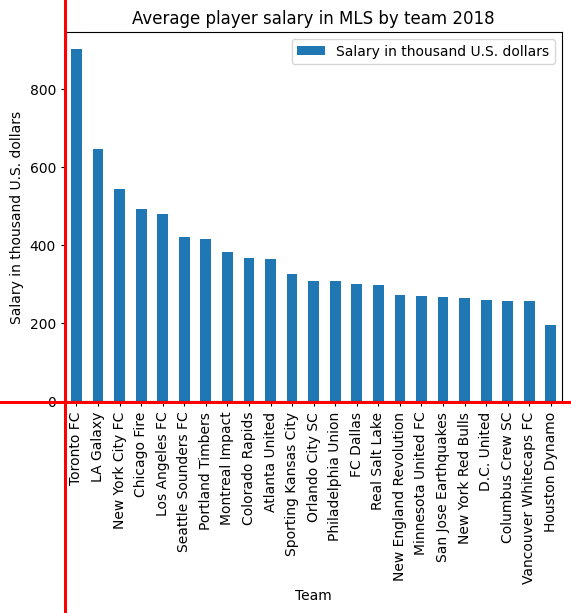 Average player salary in MLS by team 2018
Salary in thousand U.S. dollars
Salary in thousand U.S. dollars
800
600
400
200
0
Toronto FC
LA Galaxy
New York City FC
Chicago Fire
Los Angeles FC
Seattle Sounders FC
Portland Timbers
Montreal Impact
Colorado Rapids
Atlanta United
Sporting Kansas City
Orlando City SC
Philadelphia Union
FC Dallas
Real Salt Lake
New England Revolution
Minnesota United FC
San Jose Earthquakes
New York Red Bulls
D.C. United
Columbus Crew SC
Vancouver Whitecaps FC
Houston Dynamo
Team